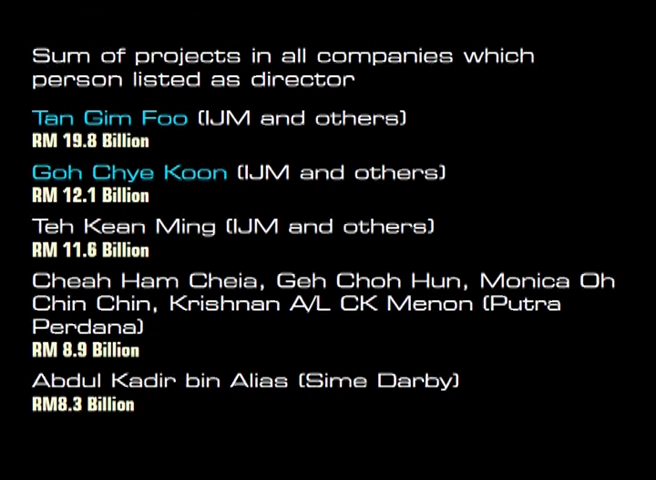 Sum of projects in all companies which
person listed as director
Tan Gim Foo (IJM and others)
RM 19.8 Billion
Goh Chye Koon (IJM and others)
RM 12.1 Billion
Teh Kean Ming (IJM and others)
RM 11.6 Billion
Cheah Ham Cheia, Geh Choh Hun, Monica Oh
Chin Chin, Krishnan A/L CK Menon (Putra
Perdana)
RM 8.9 Billion
Abdul Kadir bin Alias (Sime Darby)
RM8.3 Billion